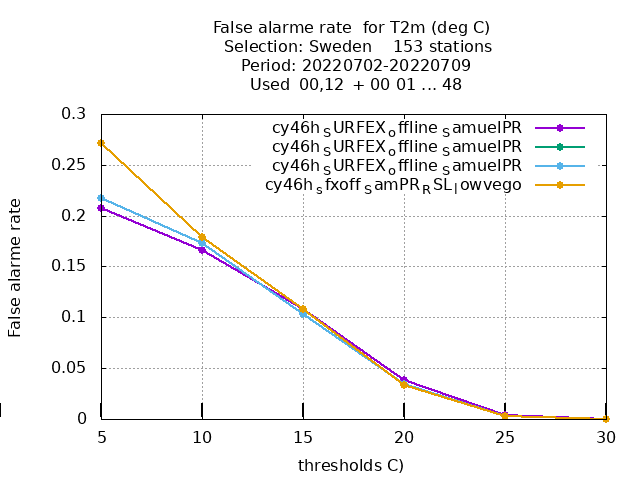 False alarme rate  for T2m (deg C)
Selection: Sweden    153 stations
Period: 20220702-20220709
Used  00,12  + 00 01 ... 48
cy46h_SURFEX_offline_SamuelPR
cy46h_SURFEX_offline_SamuelPR
cy46h_SURFEX_offline_SamuelPR
cy46h_sfxoff_SamPR_RSL_lowvego
False alarme rate
0.3
0.25
0.2
0.15
0.1
0.05
0
5 10 15 20 25 30
thresholds C)